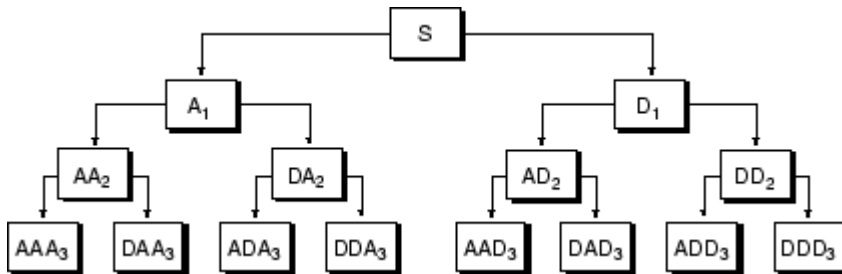 S
A₁ D₁
AA₂ DA₂ AD₂ DD₂
AAA₃ DAA₃ ADA₃ DDA₃ AAD₃ DAD₃ ADD₃ DDD₃